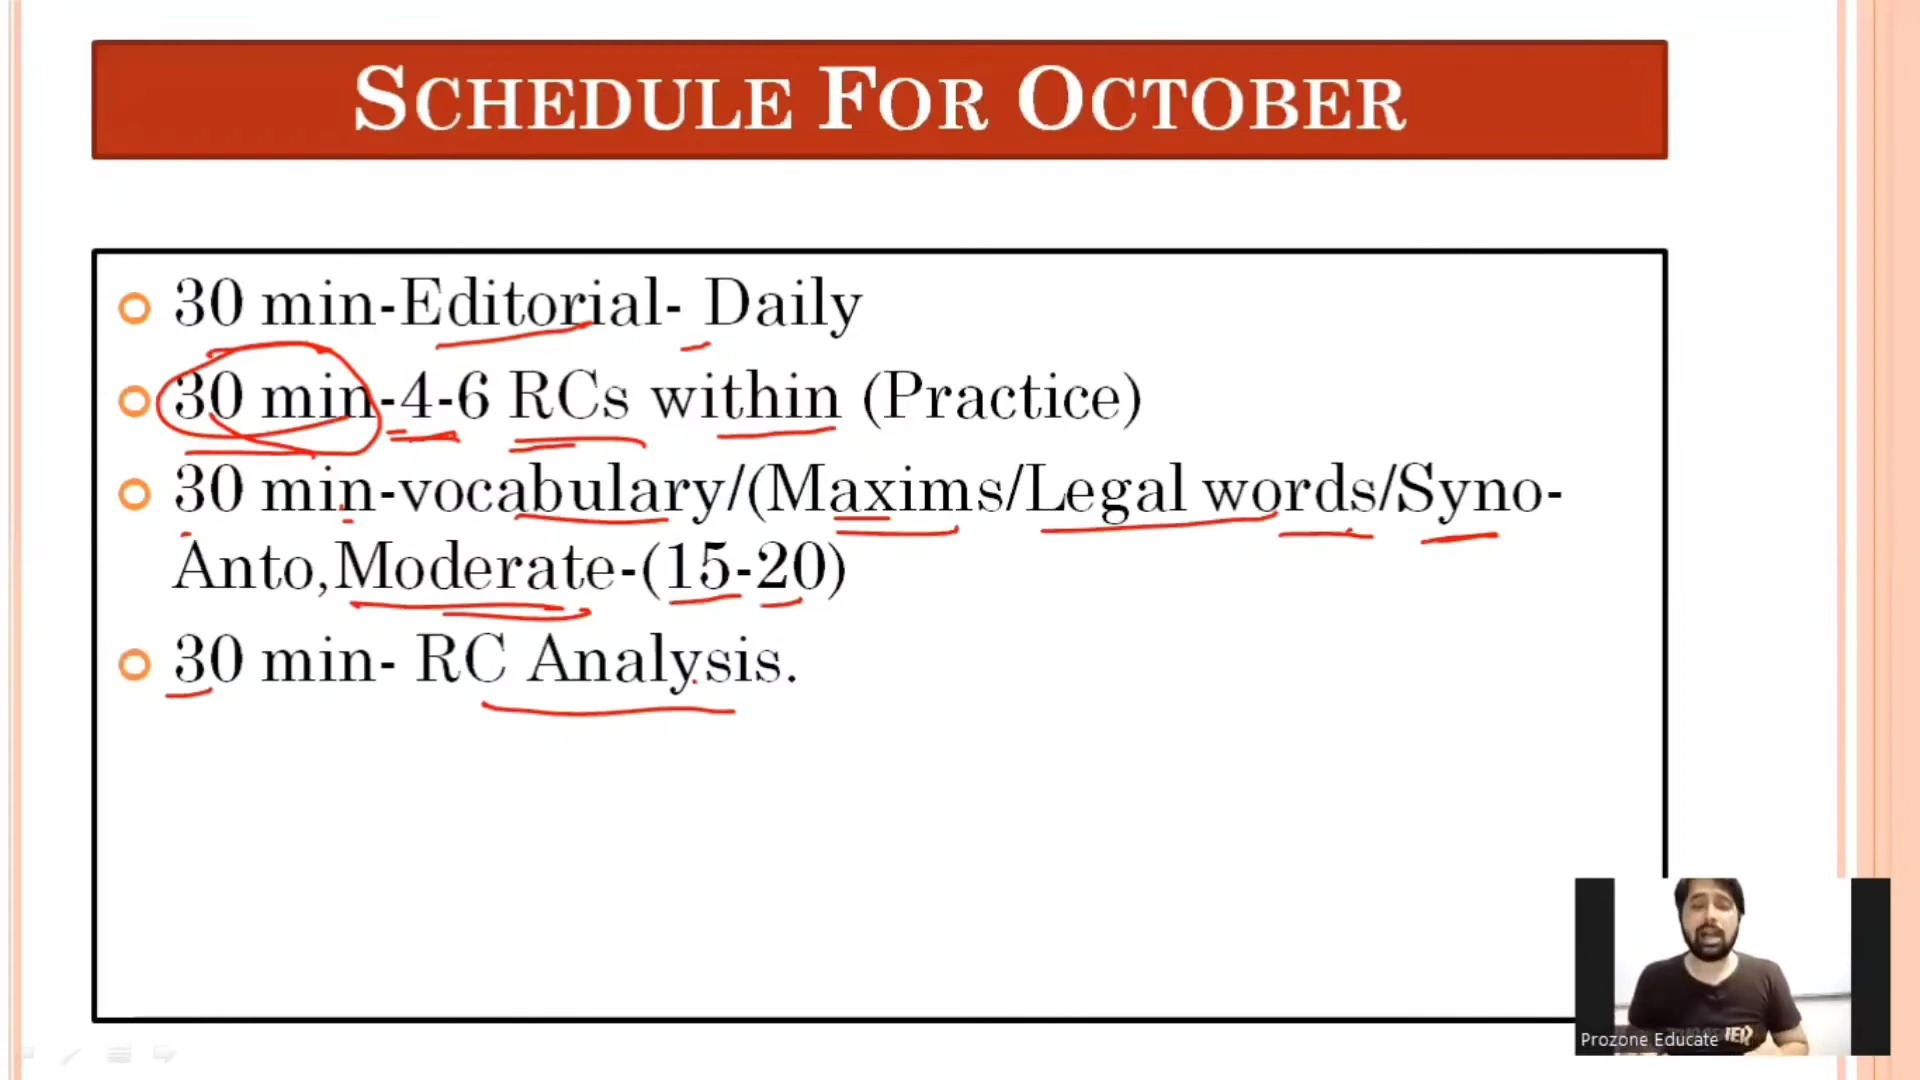 SCHEDULE FOR OCTOBER
30 min-Editorial- Daily
30 min-4-6 RCs within (Practice)
30 min-vocabulary/(Maxims/Legal words/Syno-
Anto,Moderate-(15-20)
30 min- RC Analysis.
Prozone Educate